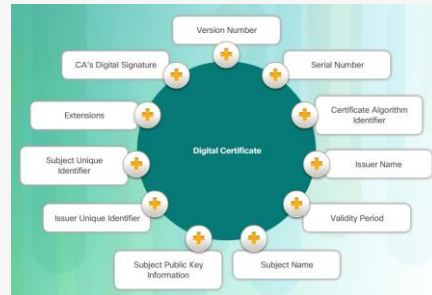 Version Number
CA's Digital Signature
Serial Number
Extensions
Certificate Algorithm
Identifier
Digital Certificate
Subject Unique
Identifier
Issuer Name
Issuer Unique Identifier
Validity Period
Subject Public Key
Information
Subject Name